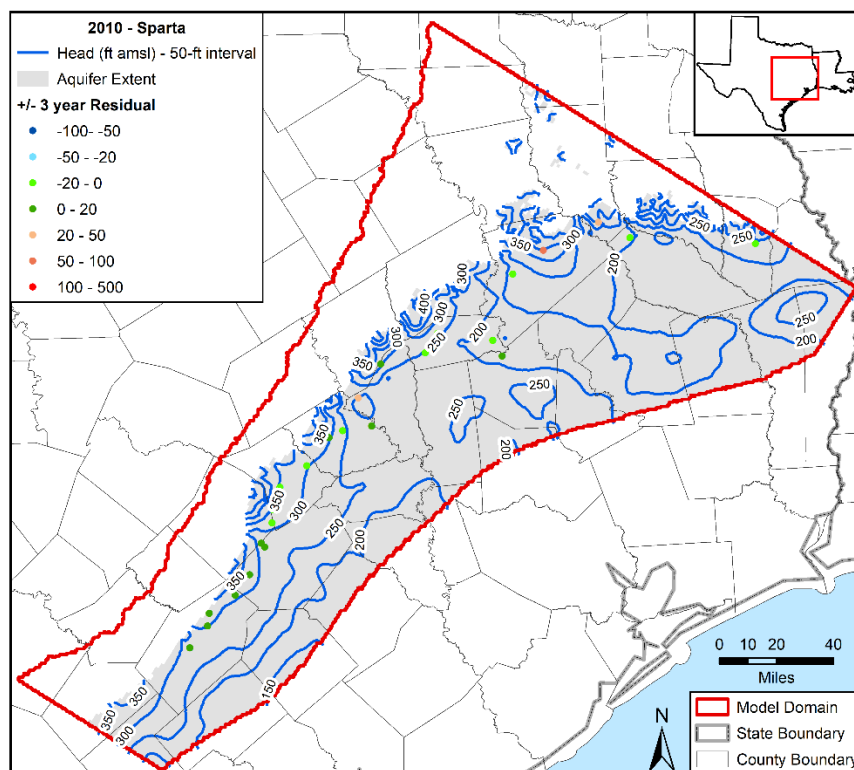 2010 - Sparta
Head (ft amsl) - 50-ft interval
Aquifer Extent
+/- 3 year Residual
-100- -50
-50 - -20
-20 - 0
0 - 20
20 - 50
50 - 100
100 - 500
250
350
300
250
200
300
400
300
250
300
200
250
200
350
250
250
350
200
350
300
250
200
350
150
350
350
300
0 10 20 40
Miles
N
Model Domain
State Boundary
County Boundary